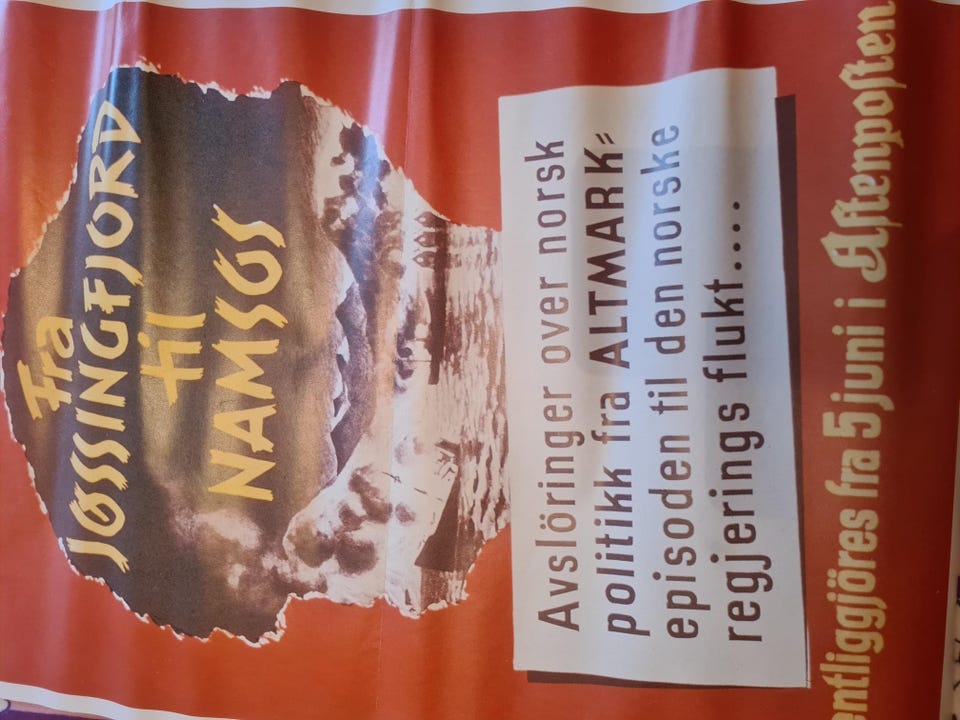 Fra
JØSSINGFJORD
til
NAMSOS
Avslöringer over norsk
politikk fra ALTMARK-
episoden til den norske
regjerings flukt....
entliggjöres fra 5 juni i Aftenposten